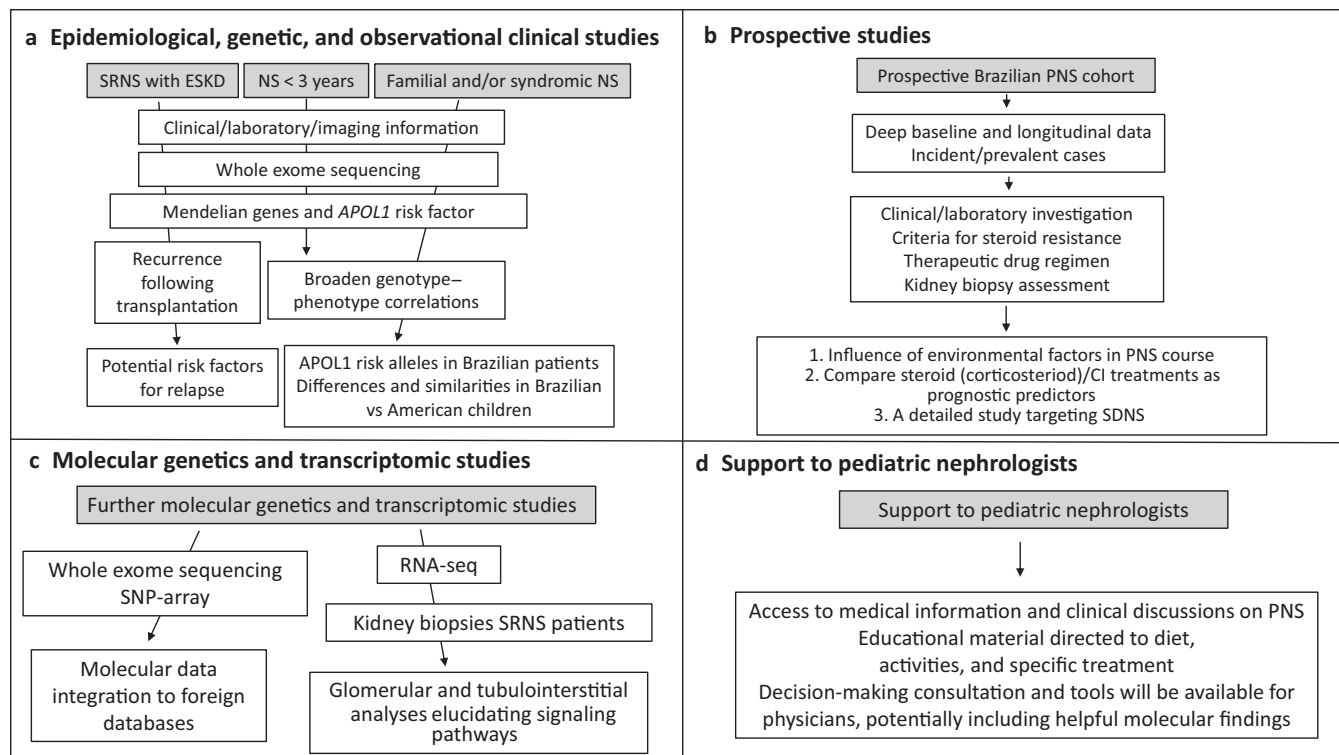 a Epidemiological, genetic, and observational clinical studies
SRNS with ESKD
NS < 3 years
Familial and/or syndromic NS
Clinical/laboratory/imaging information
Whole exome sequencing
Mendelian genes and APOL1 risk factor
Recurrence
following
transplantation
Broaden genotype–
phenotype correlations
Potential risk factors
for relapse
APOL1 risk alleles in Brazilian patients
Differences and similarities in Brazilian
vs American children
b Prospective studies
Prospective Brazilian PNS cohort
Deep baseline and longitudinal data
Incident/prevalent cases
Clinical/laboratory investigation
Criteria for steroid resistance
Therapeutic drug regimen
Kidney biopsy assessment
1. Influence of environmental factors in PNS course
2. Compare steroid (corticosteriod)/CI treatments as
prognostic predictors
3. A detailed study targeting SDNS
c Molecular genetics and transcriptomic studies
Further molecular genetics and transcriptomic studies
Whole exome sequencing
SNP-array
RNA-seq
Kidney biopsies SRNS patients
Molecular data
integration to foreign
databases
Glomerular and tubulointerstitial
analyses elucidating signaling
pathways
d Support to pediatric nephrologists
Support to pediatric nephrologists
Access to medical information and clinical discussions on PNS
Educational material directed to diet,
activities, and specific treatment
Decision-making consultation and tools will be available for
physicians, potentially including helpful molecular findings